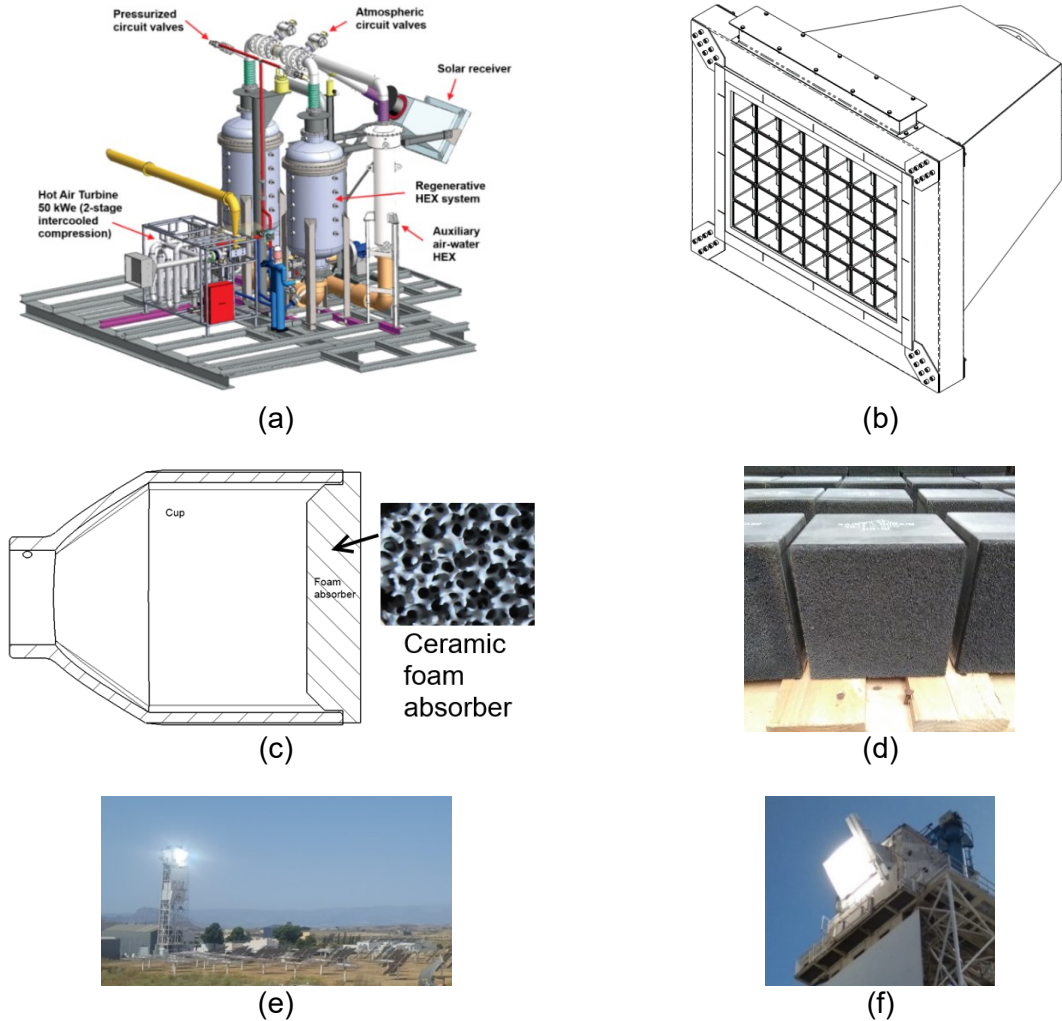 Pressurized
circuit valves
Atmospheric
circuit valves
Solar receiver
Hot Air Turbine
50 kWe (2-stage
intercooled
compression)
Regenerative
HEX system
Auxiliary
air-water
HEX
(a)
(b)
Cup
Foam
absorber
Ceramic
foam
absorber
(c)
(d)
(e)
(f)